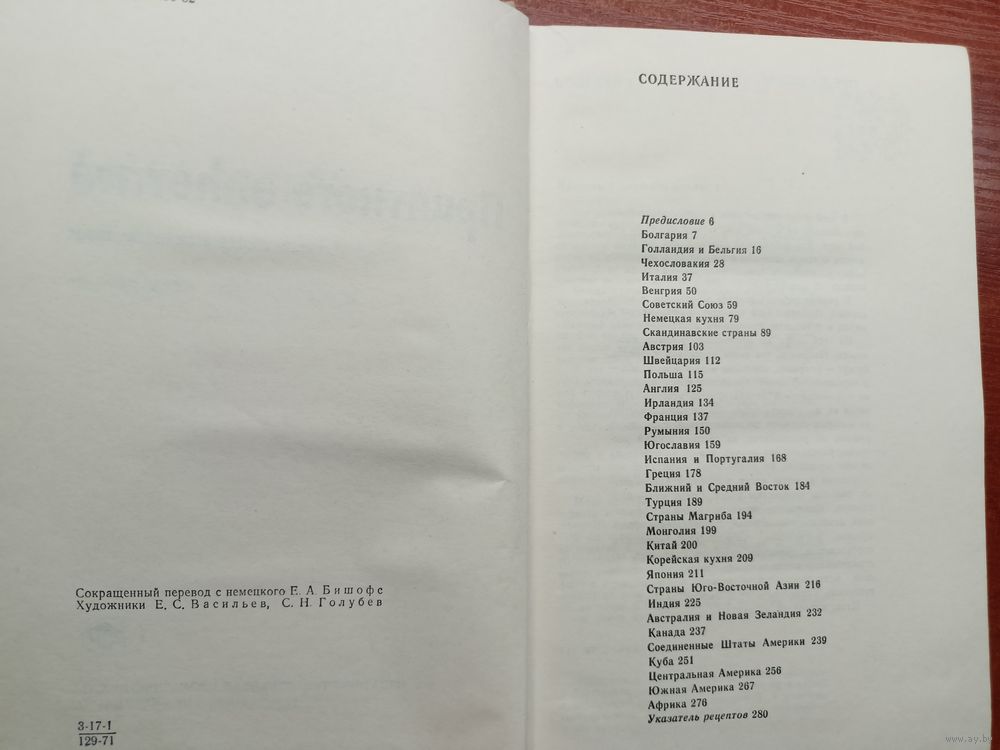 Сокращенный перевод с немецкого Е. А. Бишофс
Художники Е. С. Васильев, С. Н. Голубев
3-17-1
129-71
СОДЕРЖАНИЕ
Предисловие 6
Болгария 7
Голландия и Бельгия 16
Чехословакия 28
Италия 37
Венгрия 50
Советский Союз 59
Немецкая кухня 79
Скандинавские страны 89
Австрия 103
Швейцария 112
Польша 115
Англия 125
Ирландия 134
Франция 137
Румыния 150
Югославия 159
Испания и Португалия 168
Греция 178
Ближний и Средний Восток 184
Турция 189
Страны Магриба 194
Монголия 199
Китай 200
Корейская кухня 209
Япония 211
Страны Юго-Восточной Азии 216
Индия 225
Австралия и Новая Зеландия 232
Канада 237
Соединенные Штаты Америки 239
Куба 251
Центральная Америка 256
Южная Америка 267
Африка 276
Указатель рецептов 280
www.ay.by